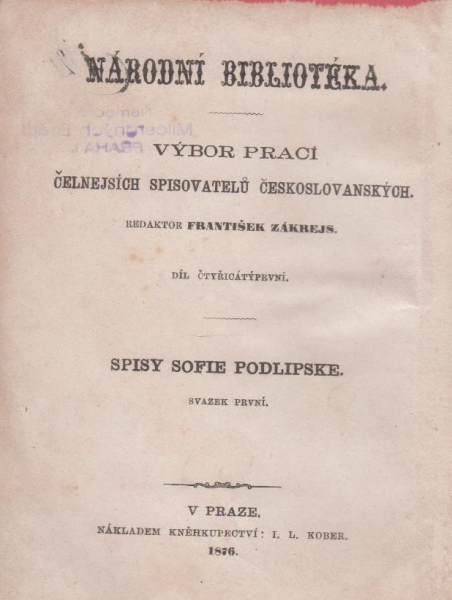 NÁRODNÍ BIBLIOTÉKA.
VÝBOR PRACÍ
ČELNEJSÍCH SPISOVATELŮ ČESKOSLOVANSKÝCH.
REDAKTOR FRANTIŠEK ZÁKREJS.
DÍL ČTYŘICÁTÝPRVNÍ.
SPISY SOFIE PODLIPSKE.
SVAZEK PRVNÍ.
V PRAZE.
NÁKLADEM KNĚHKUPECTVÍ: I. L. KOBER.
1876.